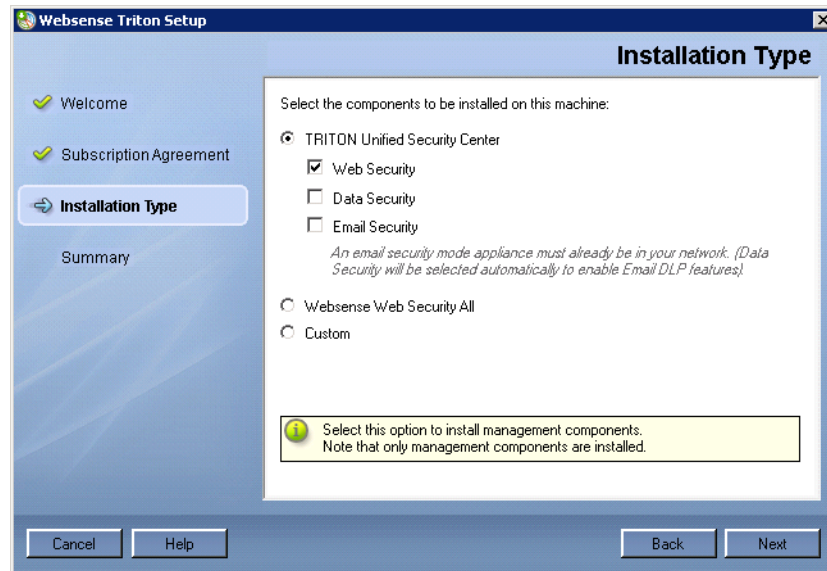 Websense Triton Setup
Installation Type
Welcome
Subscription Agreement
Installation Type
Summary
Select the components to be installed on this machine:
TRITON Unified Security Center
Web Security
Data Security
Email Security
An email security mode appliance must already be in your network. (Data
Security will be selected automatically to enable Email DLP features).
Websense Web Security All
Custom
Select this option to install management components.
Note that only management components are installed.
Cancel
Help
Back
Next